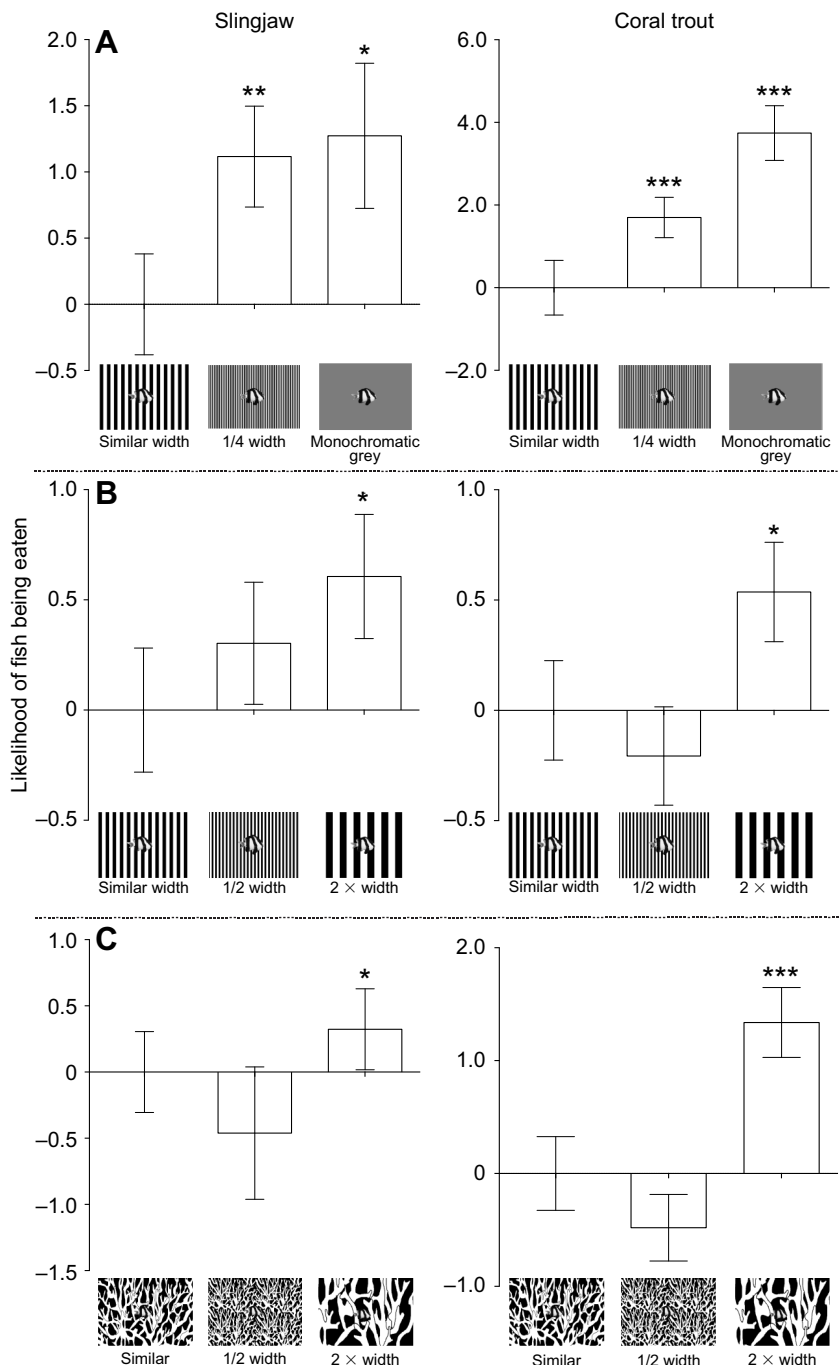 Slingjaw
Coral trout
A
2.0
1.5
1.0
0.5
0
–0.5
**
*
Similar width
1/4 width
Monochromatic
grey
6.0
4.0
2.0
0
–2.0
***
***
Similar width
1/4 width
Monochromatic
grey
Likelihood of fish being eaten
B
1.0
0.5
0
–0.5
*
Similar width
1/2 width
2 × width
1.0
0.5
0
–0.5
*
Similar width
1/2 width
2 × width
C
1.0
0.5
0
–0.5
–1.0
–1.5
*
Similar
1/2 width
2 × width
2.0
1.0
0
–1.0
***
Similar
1/2 width
2 × width